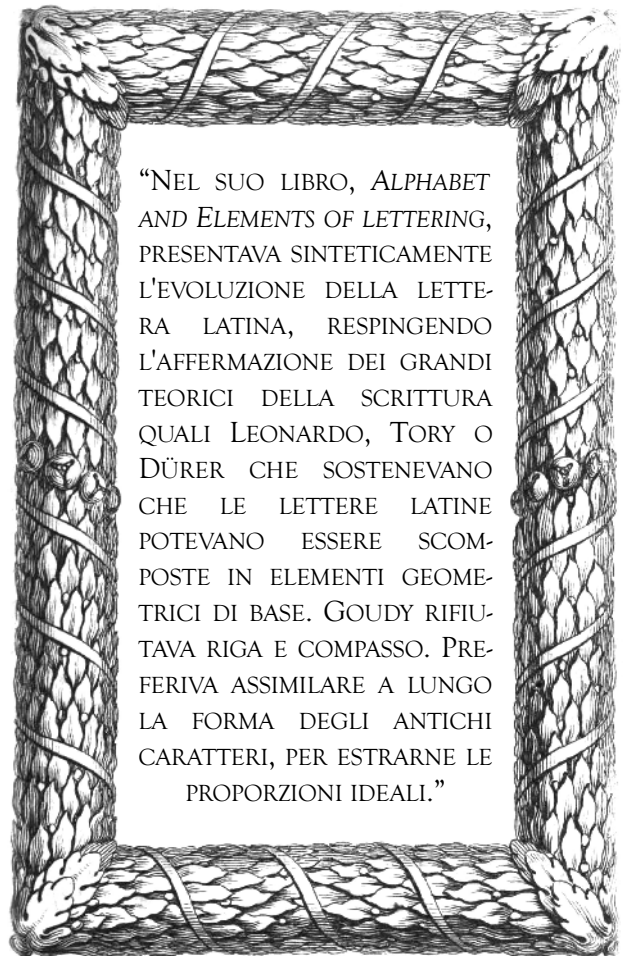 “Nel suo libro, Alphabet
and Elements of lettering,
presentava sinteticamente
l'evoluzione della lette-
ra latina, respingendo
l'affermazione dei grandi
teorici della scrittura
quali Leonardo, Tory o
Dürer che sostenevano
che le lettere latine
potevano essere scom-
poste in elementi geome-
trici di base. Goudy rifiu-
tava riga e compasso. Pre-
feriva assimilare a lungo
la forma degli antichi
caratteri, per estrarne le
proporzioni ideali.”